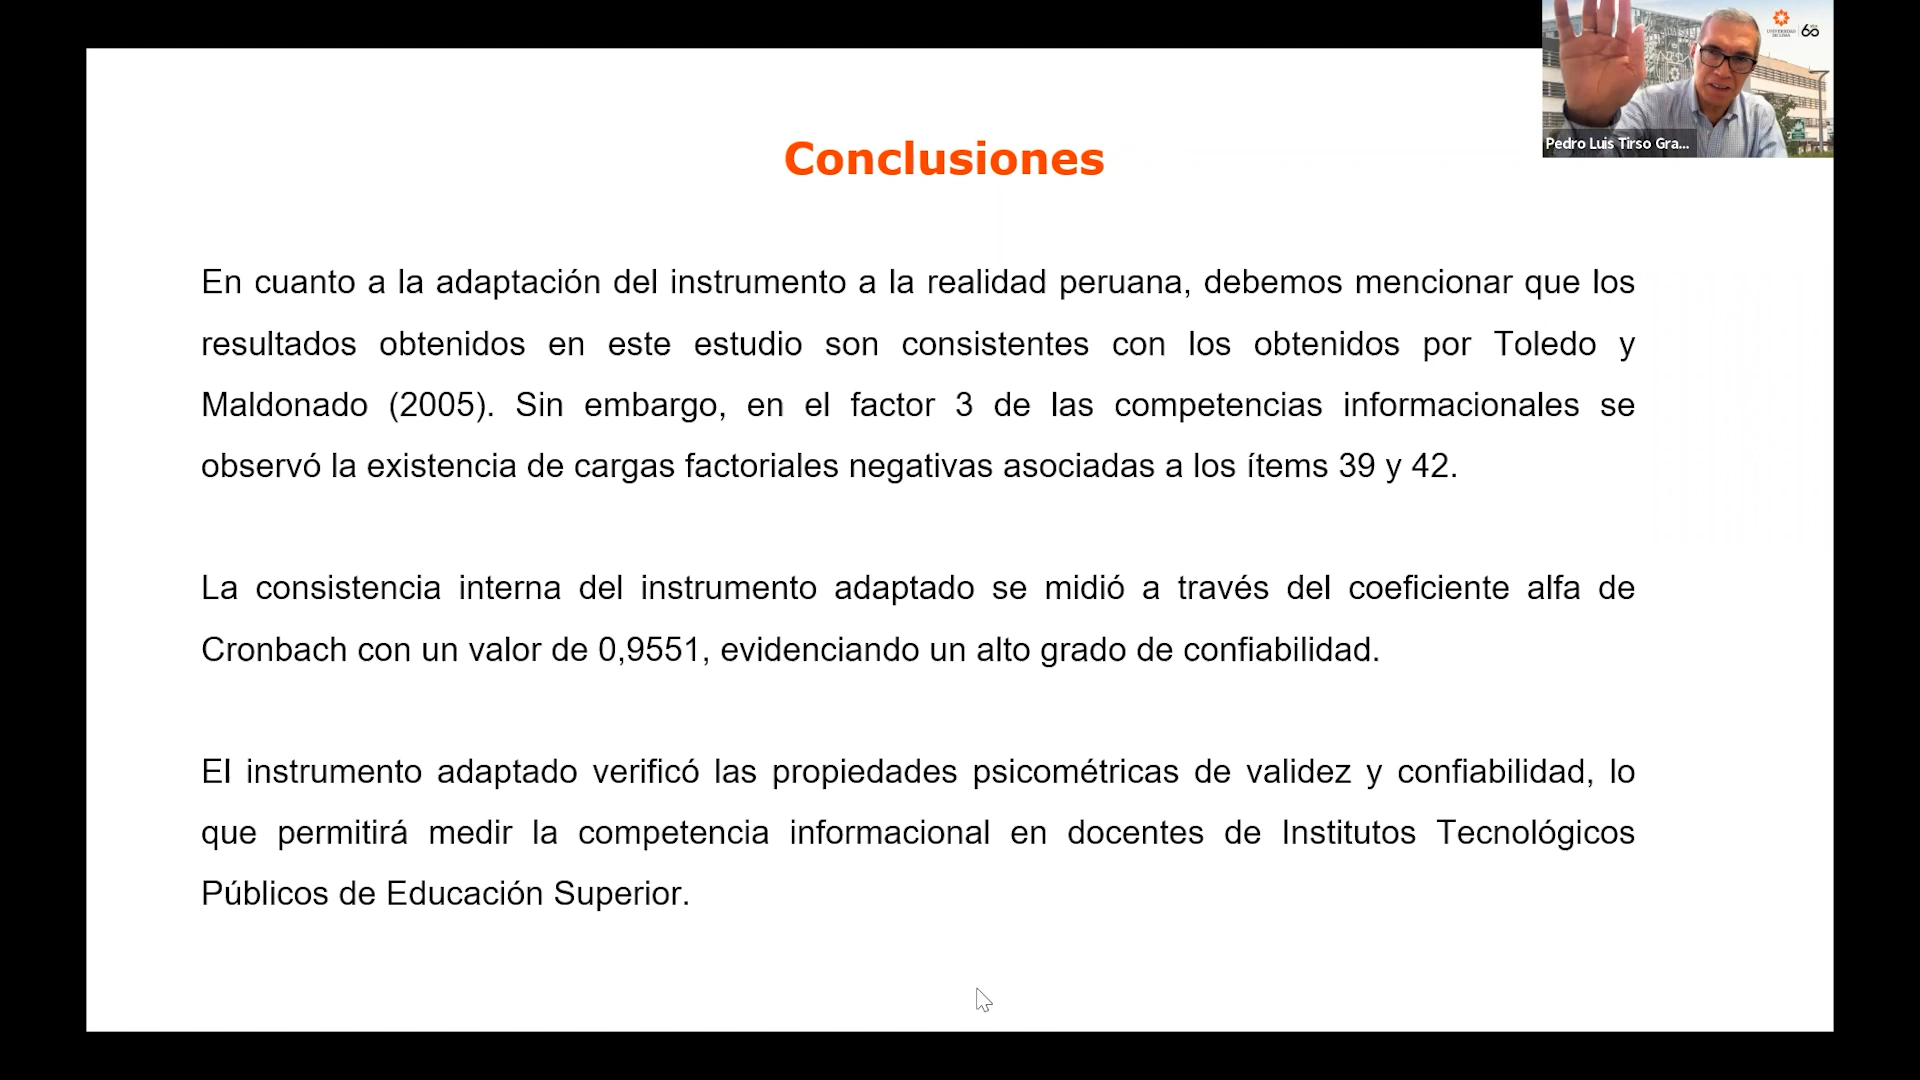 Conclusiones
En cuanto a la adaptación del instrumento a la realidad peruana, debemos mencionar que los
resultados obtenidos en este estudio son consistentes con los obtenidos por Toledo y
Maldonado (2005). Sin embargo, en el factor 3 de las competencias informacionales se
observó la existencia de cargas factoriales negativas asociadas a los ítems 39 y 42.
La consistencia interna del instrumento adaptado se midió a través del coeficiente alfa de
Cronbach con un valor de 0,9551, evidenciando un alto grado de confiabilidad.
El instrumento adaptado verificó las propiedades psicométricas de validez y confiabilidad, lo
que permitirá medir la competencia informacional en docentes de Institutos Tecnológicos
Públicos de Educación Superior.
UNIVERSIDAD
DE LIMA
60
Pedro Luis Tirso Gra...